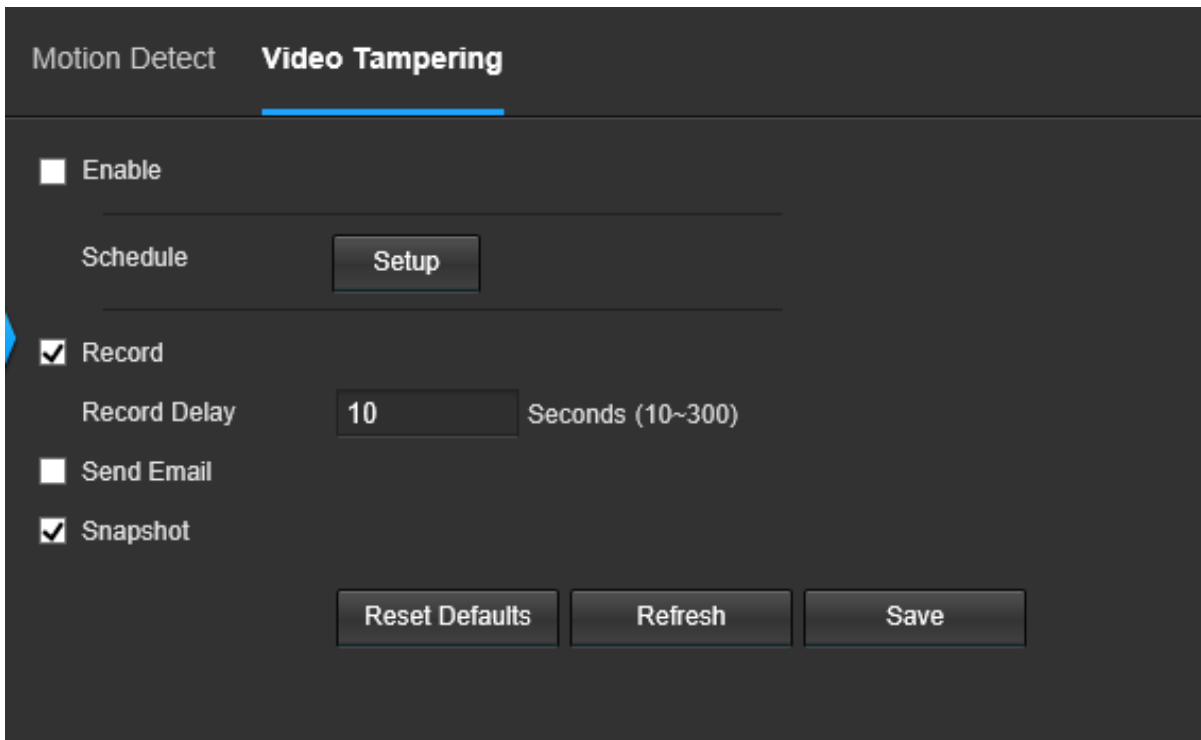 Motion Detect Video Tampering
Enable
Schedule Setup
Record
Record Delay 10 Seconds (10~300)
Send Email
Snapshot
Reset Defaults Refresh Save